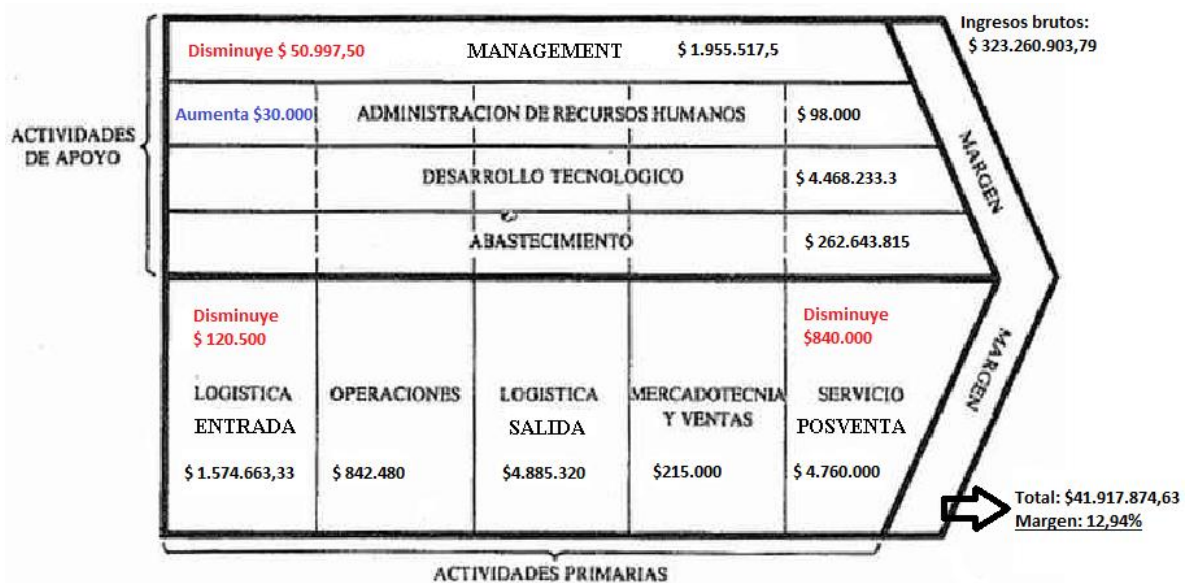 Ingresos brutos:
$ 323.260.903,79
Disminuye $ 50.997,50 MANAGEMENT $ 1.955.517,5
ACTIVIDADES
DE APOYO
Aumenta $30.000 ADMINISTRACION DE RECURSOS HUMANOS $ 98.000
DESARROLLO TECNOLOGICO $ 4.468.233.3
ABASTECIMIENTO $ 262.643.815
MARGEN
MARGEN
Disminuye
$ 120.500
LOGISTICA
ENTRADA
$ 1.574.663,33
OPERACIONES
$ 842.480
LOGISTICA
SALIDA
$4.885.320
MERCADOTECNIA
Y VENTAS
$215.000
Disminuye
$840.000
SERVICIO
POSVENTA
$ 4.760.000
Total: $41.917.874,63
Margen: 12,94%
ACTIVIDADES PRIMARIAS